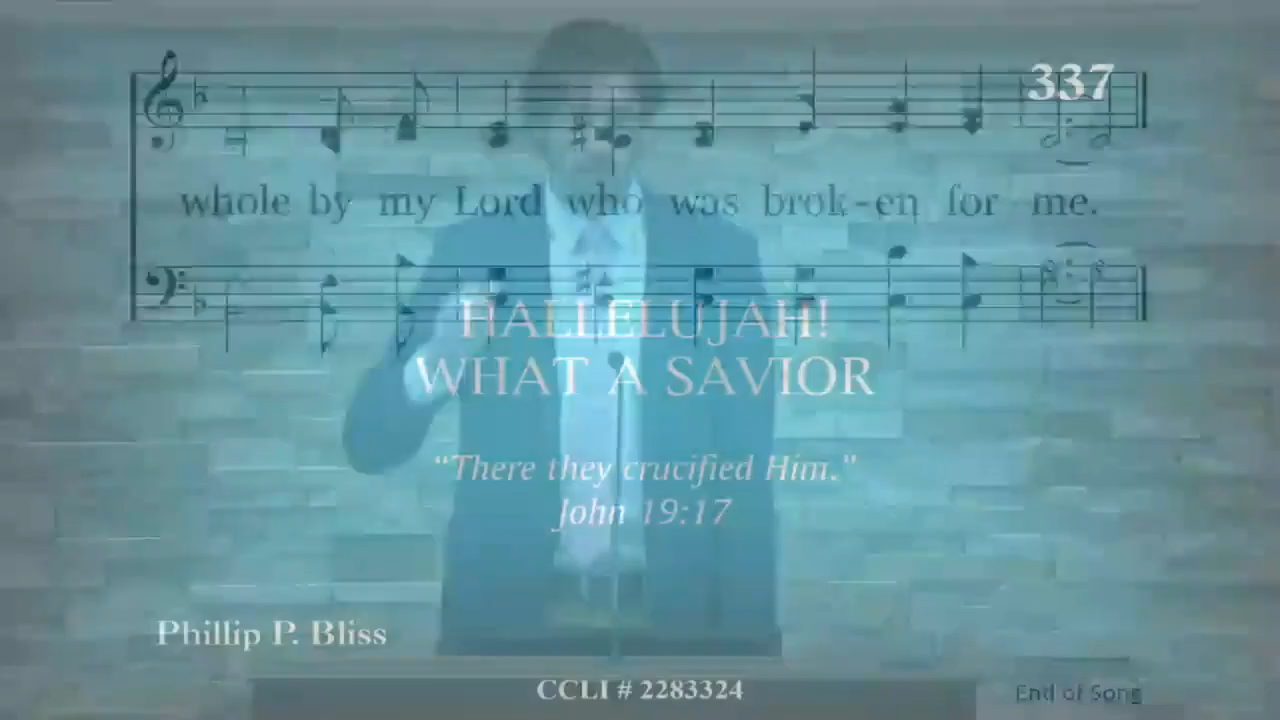 337
whole by my Lord who was brok-en for me.
HALLELUJAH!
WHAT A SAVIOR
“There they crucified Him.”
John 19:17
Phillip P. Bliss
CCLI # 2283324
End of Song